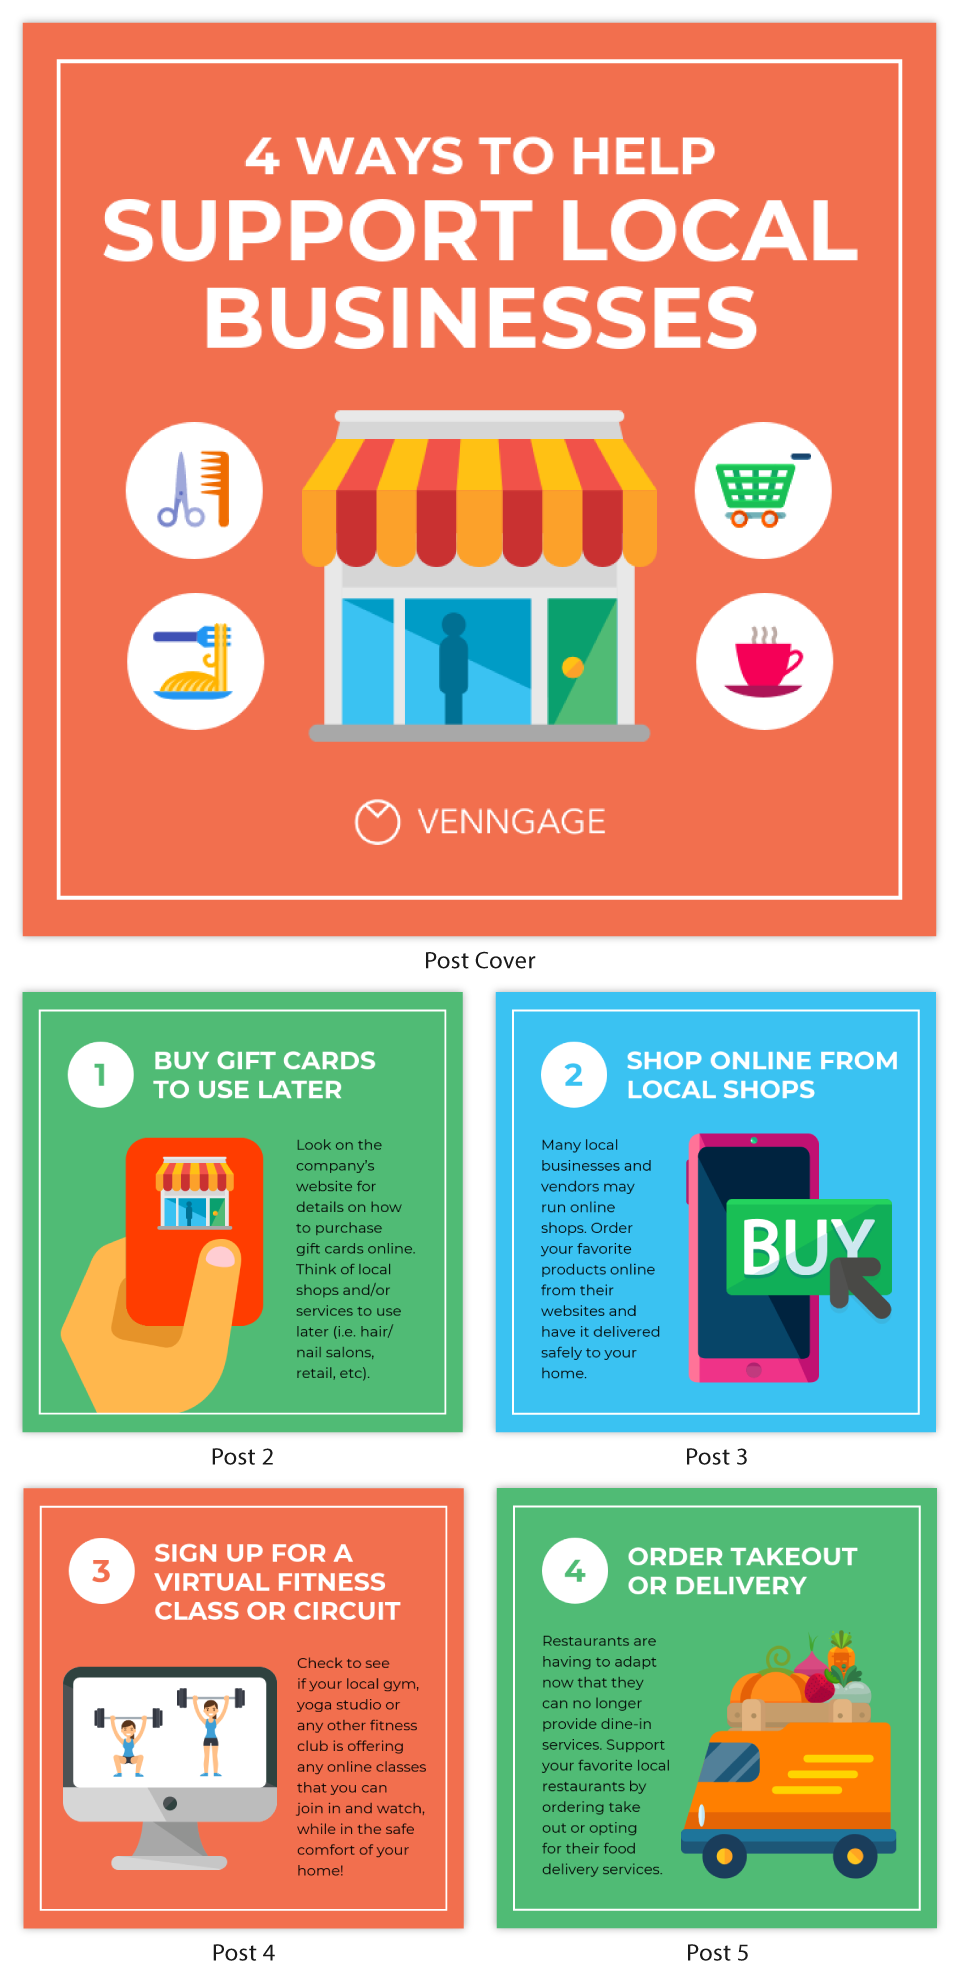 4 WAYS TO HELP
SUPPORT LOCAL
BUSINESSES
VENNGAGE
Post Cover
1
BUY GIFT CARDS
TO USE LATER
Look on the
company's
website for
details on how
to purchase
gift cards online.
Think of local
shops and/or
services to use
later (i.e. hair/
nail salons,
retail, etc).
Post 2
2
SHOP ONLINE FROM
LOCAL SHOPS
Many local
businesses and
vendors may
run online
shops. Order
your favorite
products online
from their
websites and
have it delivered
safely to your
home.
BUY
Post 3
3
SIGN UP FOR A
VIRTUAL FITNESS
CLASS OR CIRCUIT
Check to see
if your local gym,
yoga studio or
any other fitness
club is offering
any online classes
that you can
join in and watch,
while in the safe
comfort of your
home!
Post 4
4
ORDER TAKEOUT
OR DELIVERY
Restaurants are
having to adapt
now that they
can no longer
provide dine-in
services. Support
your favorite local
restaurants by
ordering take
out or opting
for their food
delivery services.
Post 5